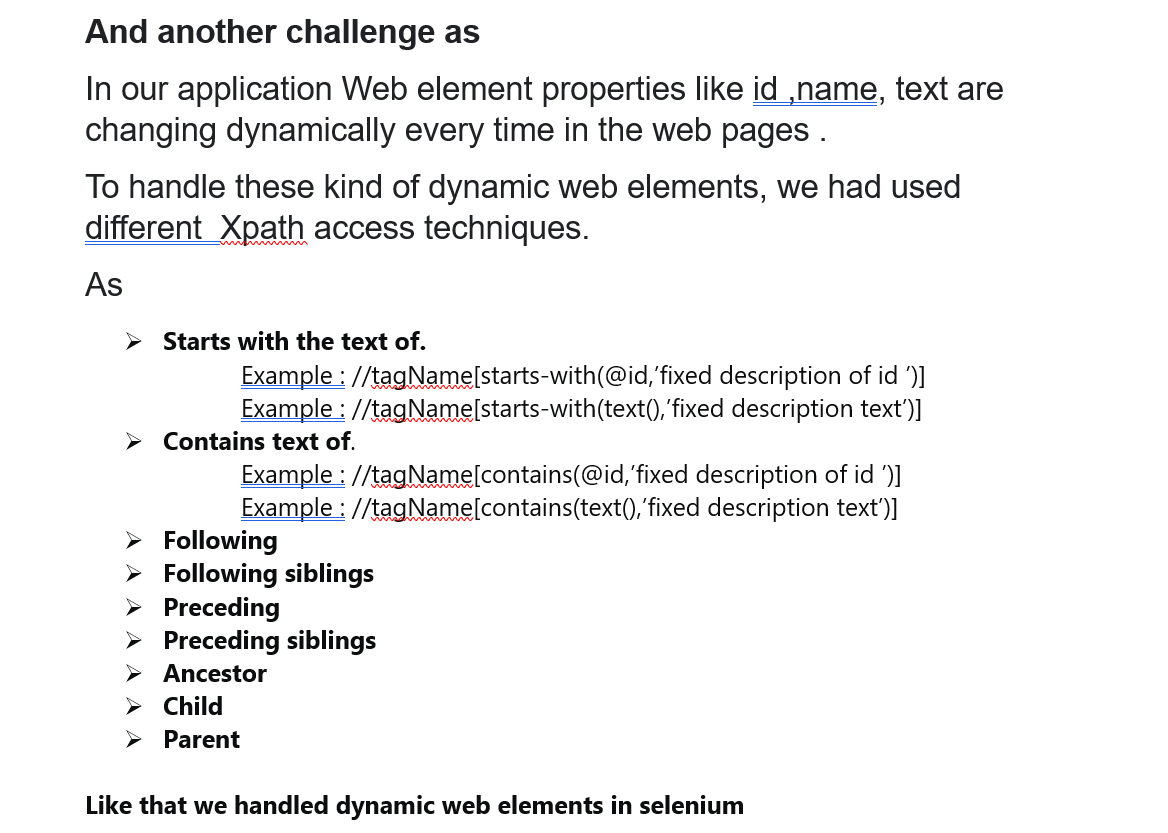 And another challenge as
In our application Web element properties like id ,name, text are
changing dynamically every time in the web pages .
To handle these kind of dynamic web elements, we had used
different  Xpath access techniques.
As
➢ Starts with the text of.
Example : //tagName[starts-with(@id,’fixed description of id ’)]
Example : //tagName[starts-with(text(),’fixed description text’)]
➢ Contains text of.
Example : //tagName[contains(@id,’fixed description of id ’)]
Example : //tagName[contains(text(),’fixed description text’)]
➢ Following
➢ Following siblings
➢ Preceding
➢ Preceding siblings
➢ Ancestor
➢ Child
➢ Parent
Like that we handled dynamic web elements in selenium